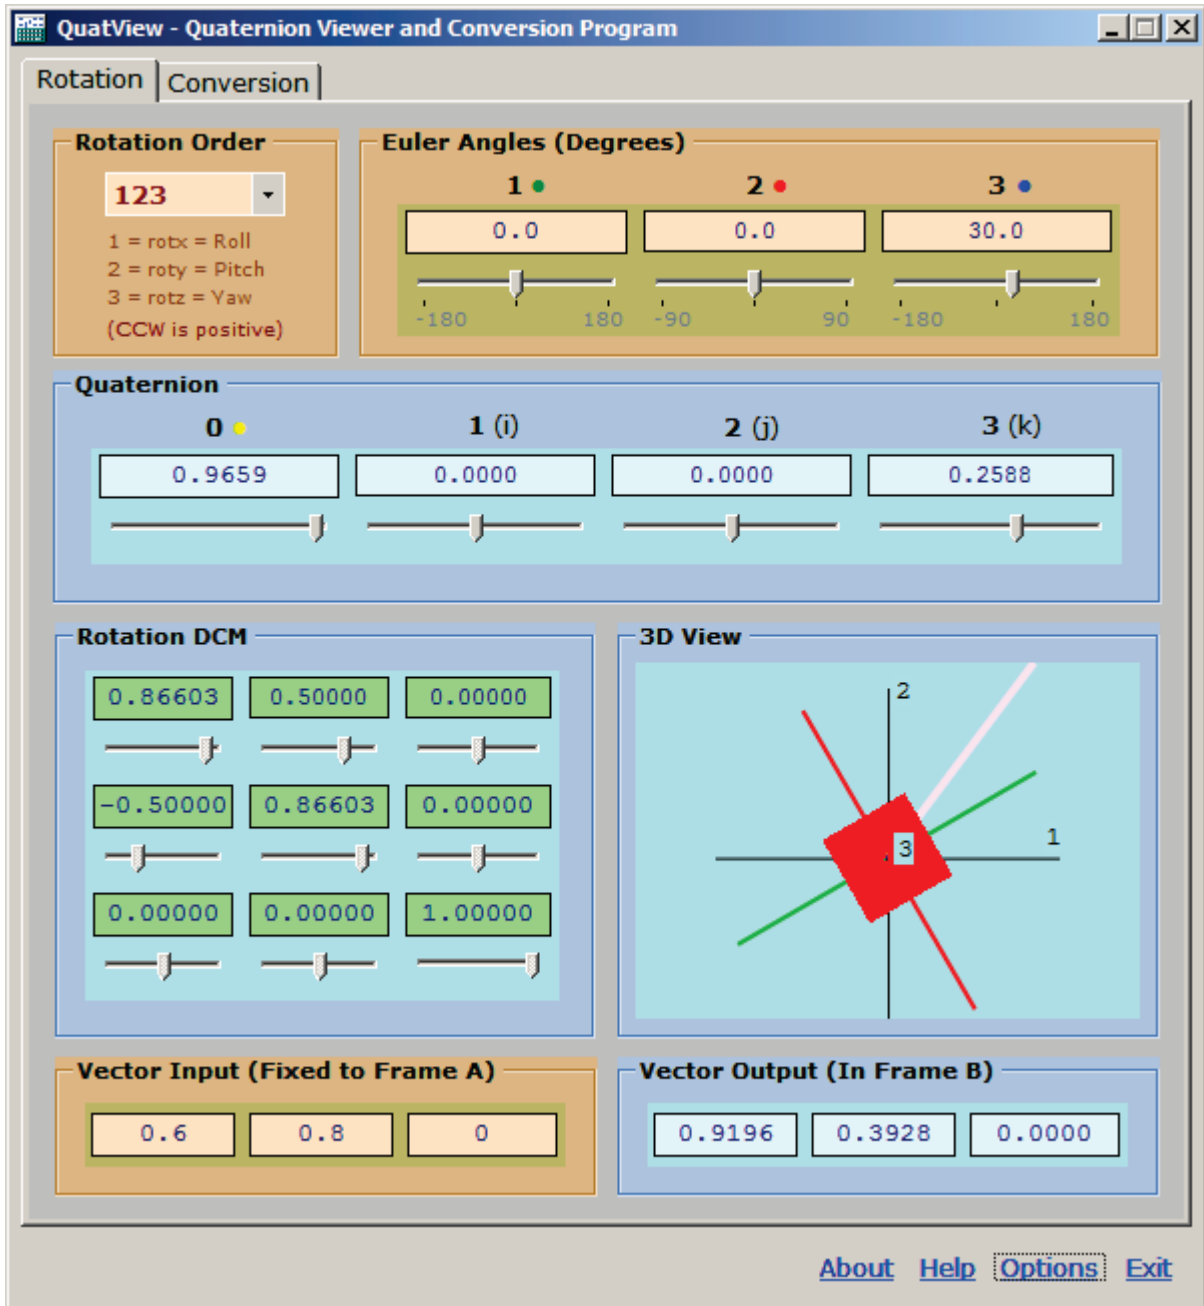 QuatView - Quaternion Viewer and Conversion Program
Rotation Conversion
Rotation Order
123
1 = rotx = Roll
2 = roty = Pitch
3 = rotz = Yaw
(CCW is positive)
Euler Angles (Degrees)
1 2 3
0.0 0.0 30.0
-180 180 -90 90 -180 180
Quaternion
0 1 (i) 2 (j) 3 (k)
0.9659 0.0000 0.0000 0.2588
Rotation DCM
0.86603 0.50000 0.00000
-0.50000 0.86603 0.00000
0.00000 0.00000 1.00000
3D View
2
1
3
Vector Input (Fixed to Frame A)
0.6 0.8 0
Vector Output (In Frame B)
0.9196 0.3928 0.0000
About Help Options Exit